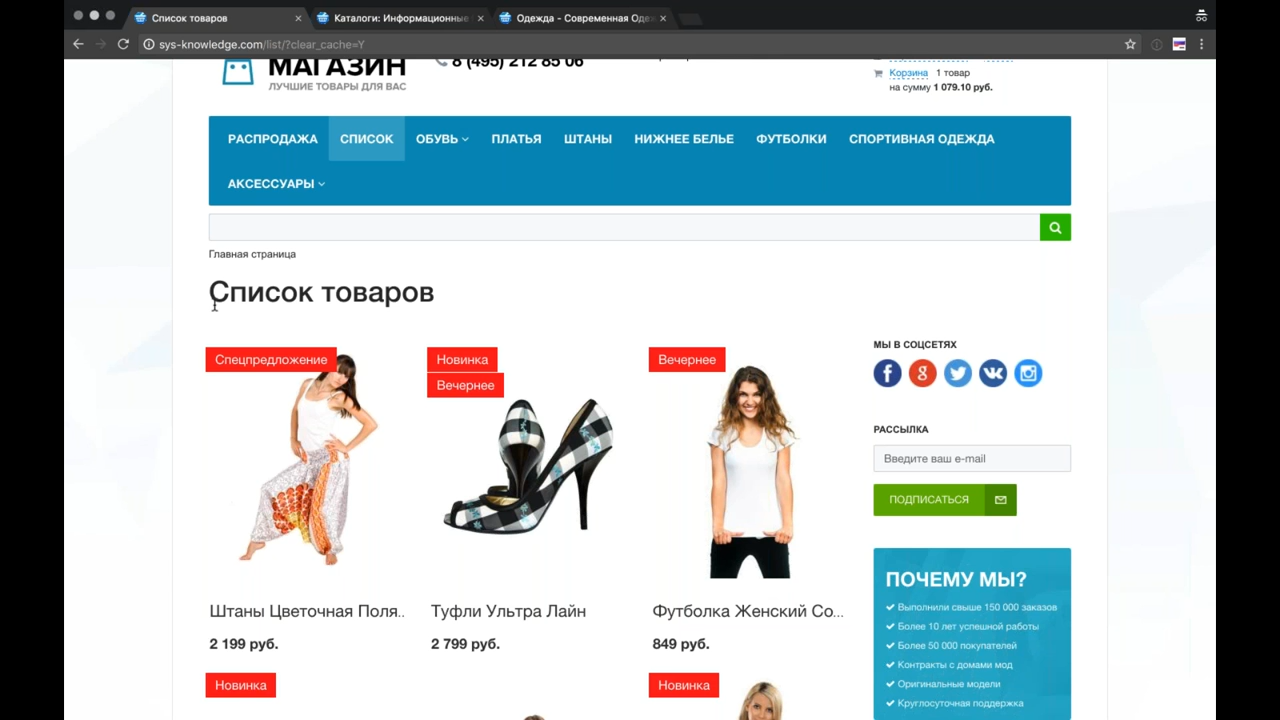 Список товаров
Каталоги: Информационные
Одежда - Современная Оде
sys-knowledge.com/list/?clear_cache=Y
МАГАЗИН
ЛУЧШИЕ ТОВАРЫ ДЛЯ ВАС
8 (495) 212 85 06
Корзина 1 товар
на сумму 1 079.10 руб.
РАСПРОДАЖА СПИСОК ОБУВЬ ПЛАТЬЯ ШТАНЫ НИЖНЕЕ БЕЛЬЕ ФУТБОЛКИ СПОРТИВНАЯ ОДЕЖДА
АКСЕССУАРЫ
Главная страница
Список товаров
Спецпредложение
Новинка
Вечернее
Вечернее
Штаны Цветочная Поля..
Туфли Ультра Лайн
Футболка Женский Со...
2 199 руб.
2 799 руб.
849 руб.
Новинка
Новинка
МЫ В СОЦСЕТЯХ
РАССЫЛКА
Введите ваш e-mail
ПОДПИСАТЬСЯ
ПОЧЕМУ МЫ?
Выполнили свыше 150 000 заказов
Более 10 лет успешной работы
Более 50 000 покупателей
Контракты с домами мод
Оригинальные модели
Круглосуточная поддержка